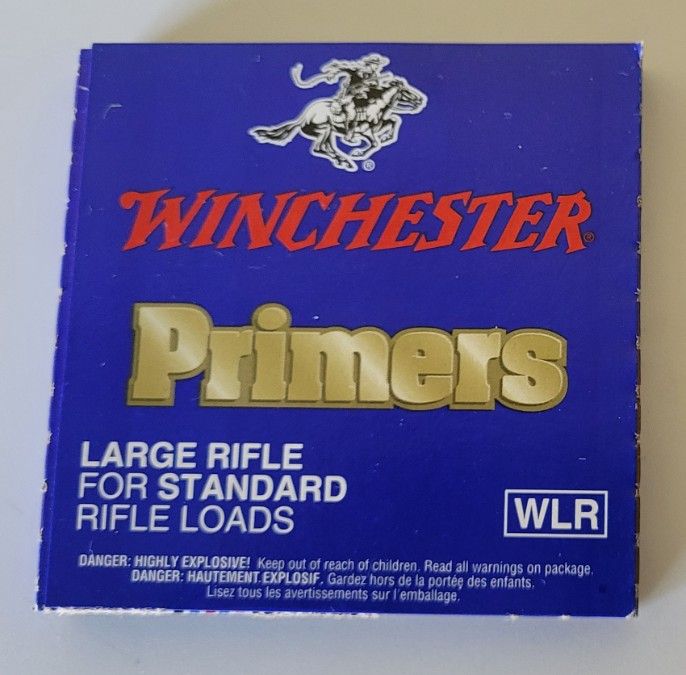 WINCHESTER®
Primers
LARGE RIFLE
FOR STANDARD
RIFLE LOADS
WLR
DANGER: HIGHLY EXPLOSIVE! Keep out of reach of children. Read all warnings on package.
DANGER: HAUTEMENT EXPLOSIF. Gardez hors de la portée des enfants.
Lisez tous les avertissements sur l'emballage.